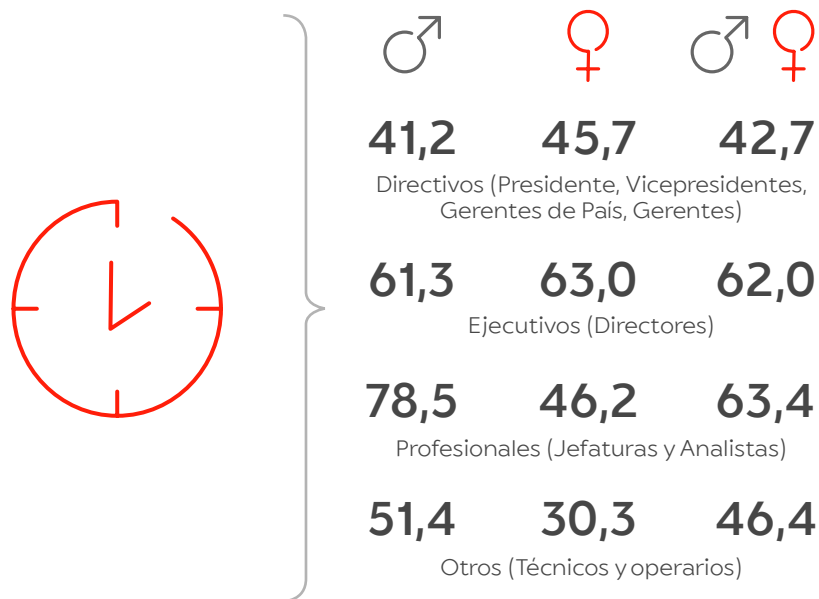 41,2 45,7 42,7
Directivos (Presidente, Vicepresidentes,
Gerentes de País, Gerentes)
61,3 63,0 62,0
Ejecutivos (Directores)
78,5 46,2 63,4
Profesionales (Jefaturas y Analistas)
51,4 30,3 46,4
Otros (Técnicos y operarios)